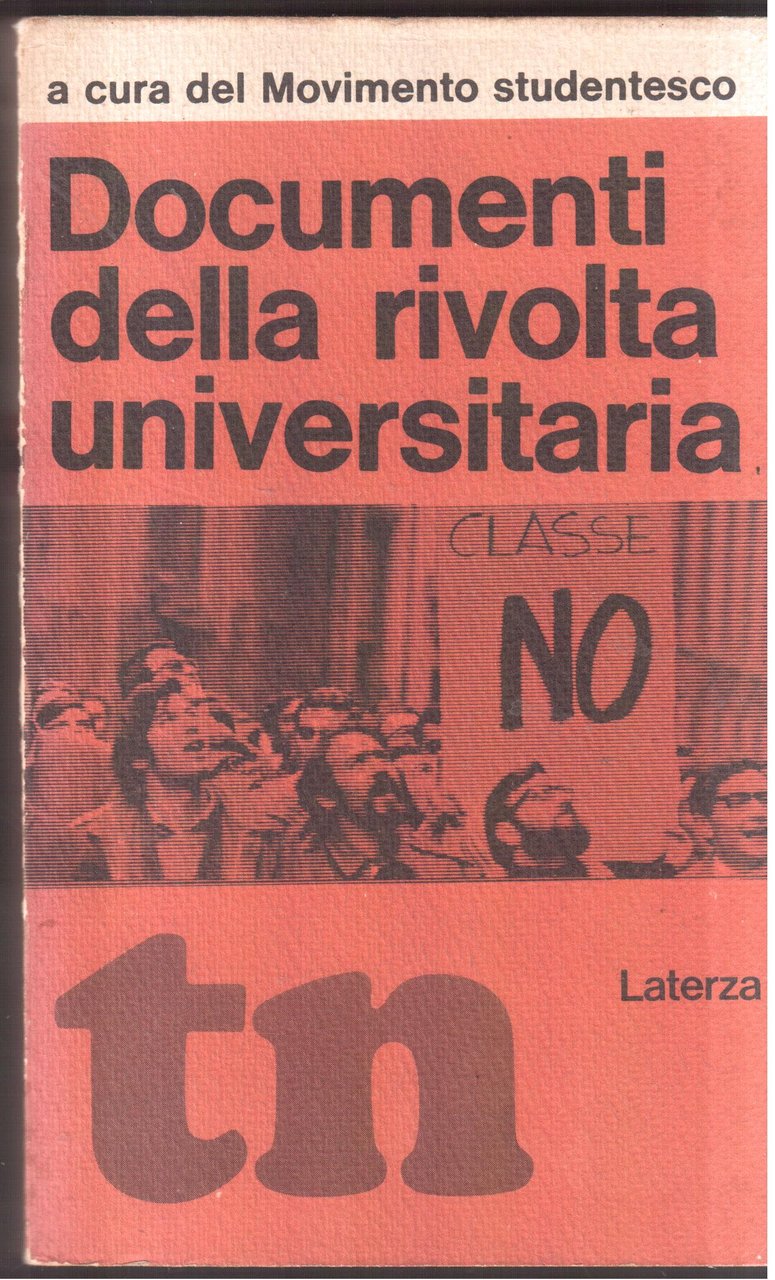 a cura del Movimento studentesco
Documenti
della rivolta
universitaria
CLASSE
NO
Laterza
tn